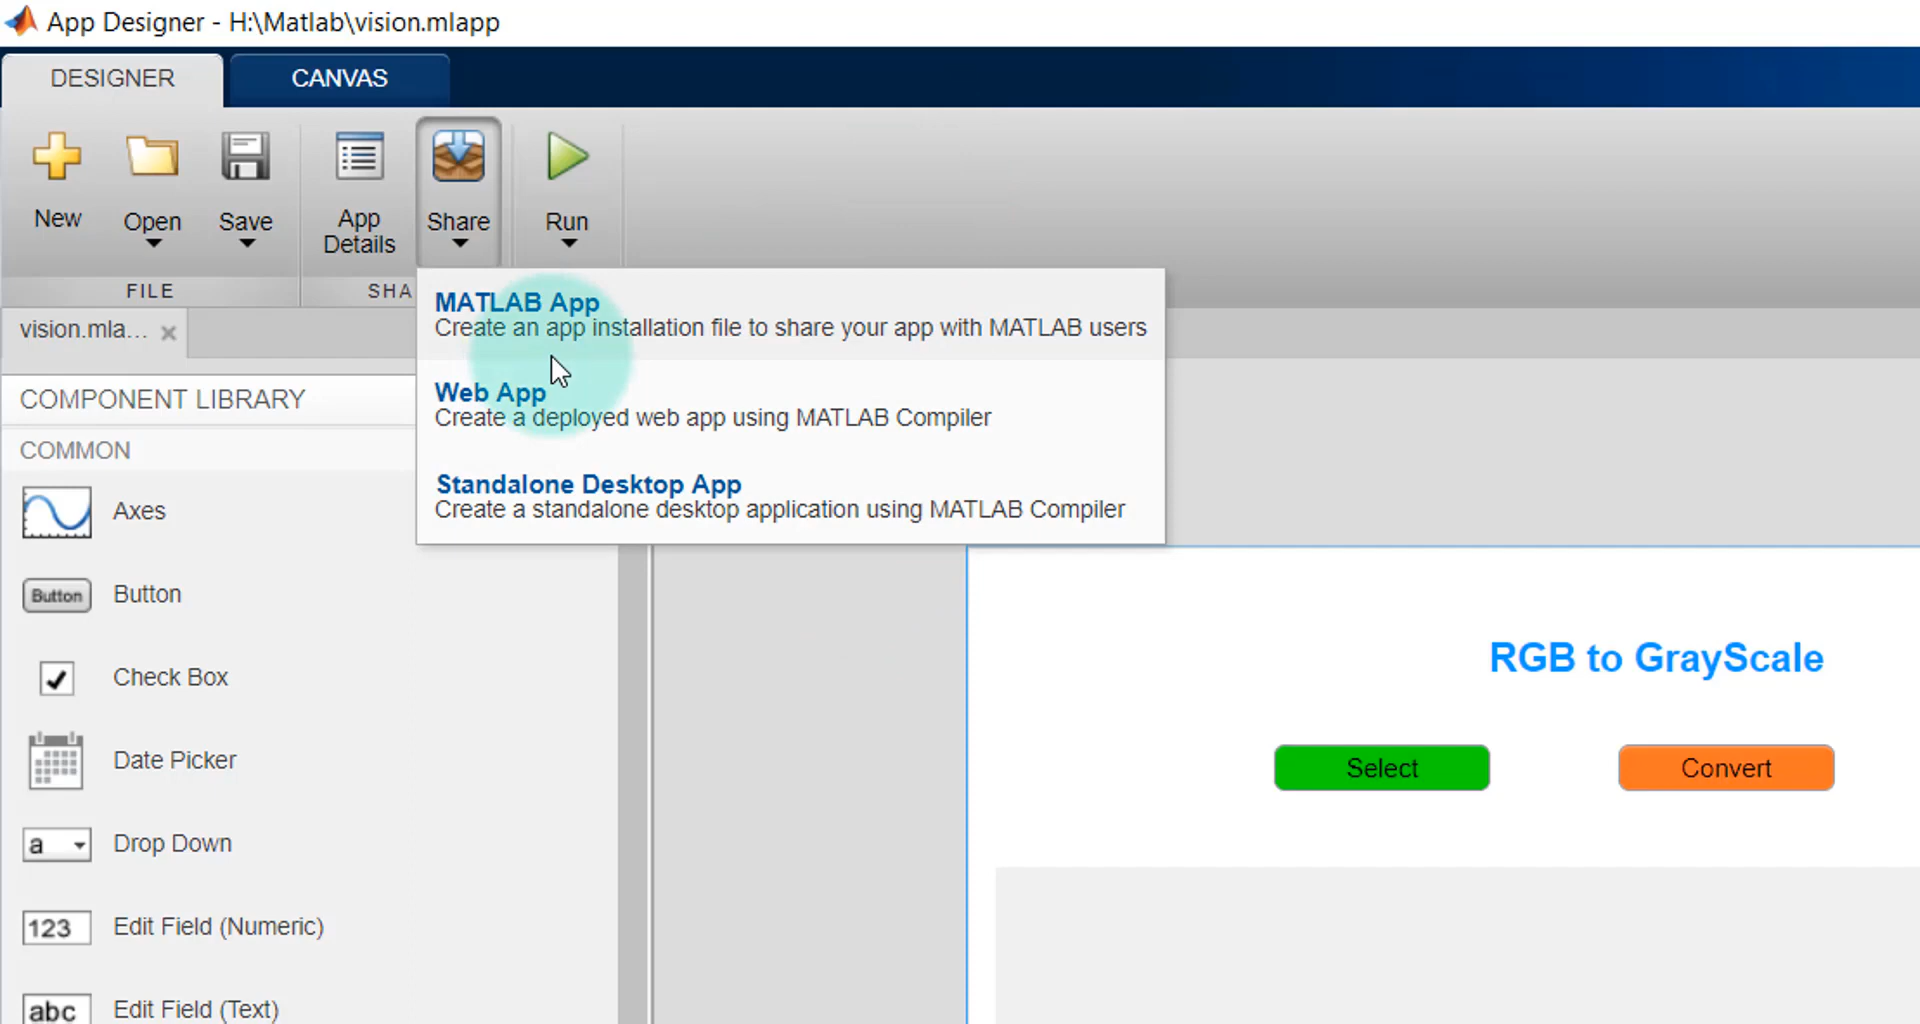 App Designer - H:\Matlab\vision.mlapp
DESIGNER
CANVAS
New
Open
Save
App
Details
Share
Run
FILE
SHA
MATLAB App
Create an app installation file to share your app with MATLAB users
Web App
Create a deployed web app using MATLAB Compiler
Standalone Desktop App
Create a standalone desktop application using MATLAB Compiler
vision.mla...
COMPONENT LIBRARY
COMMON
Axes
Button
Button
Check Box
Date Picker
a
Drop Down
123
Edit Field (Numeric)
abc
Edit Field (Text)
RGB to GrayScale
Select
Convert